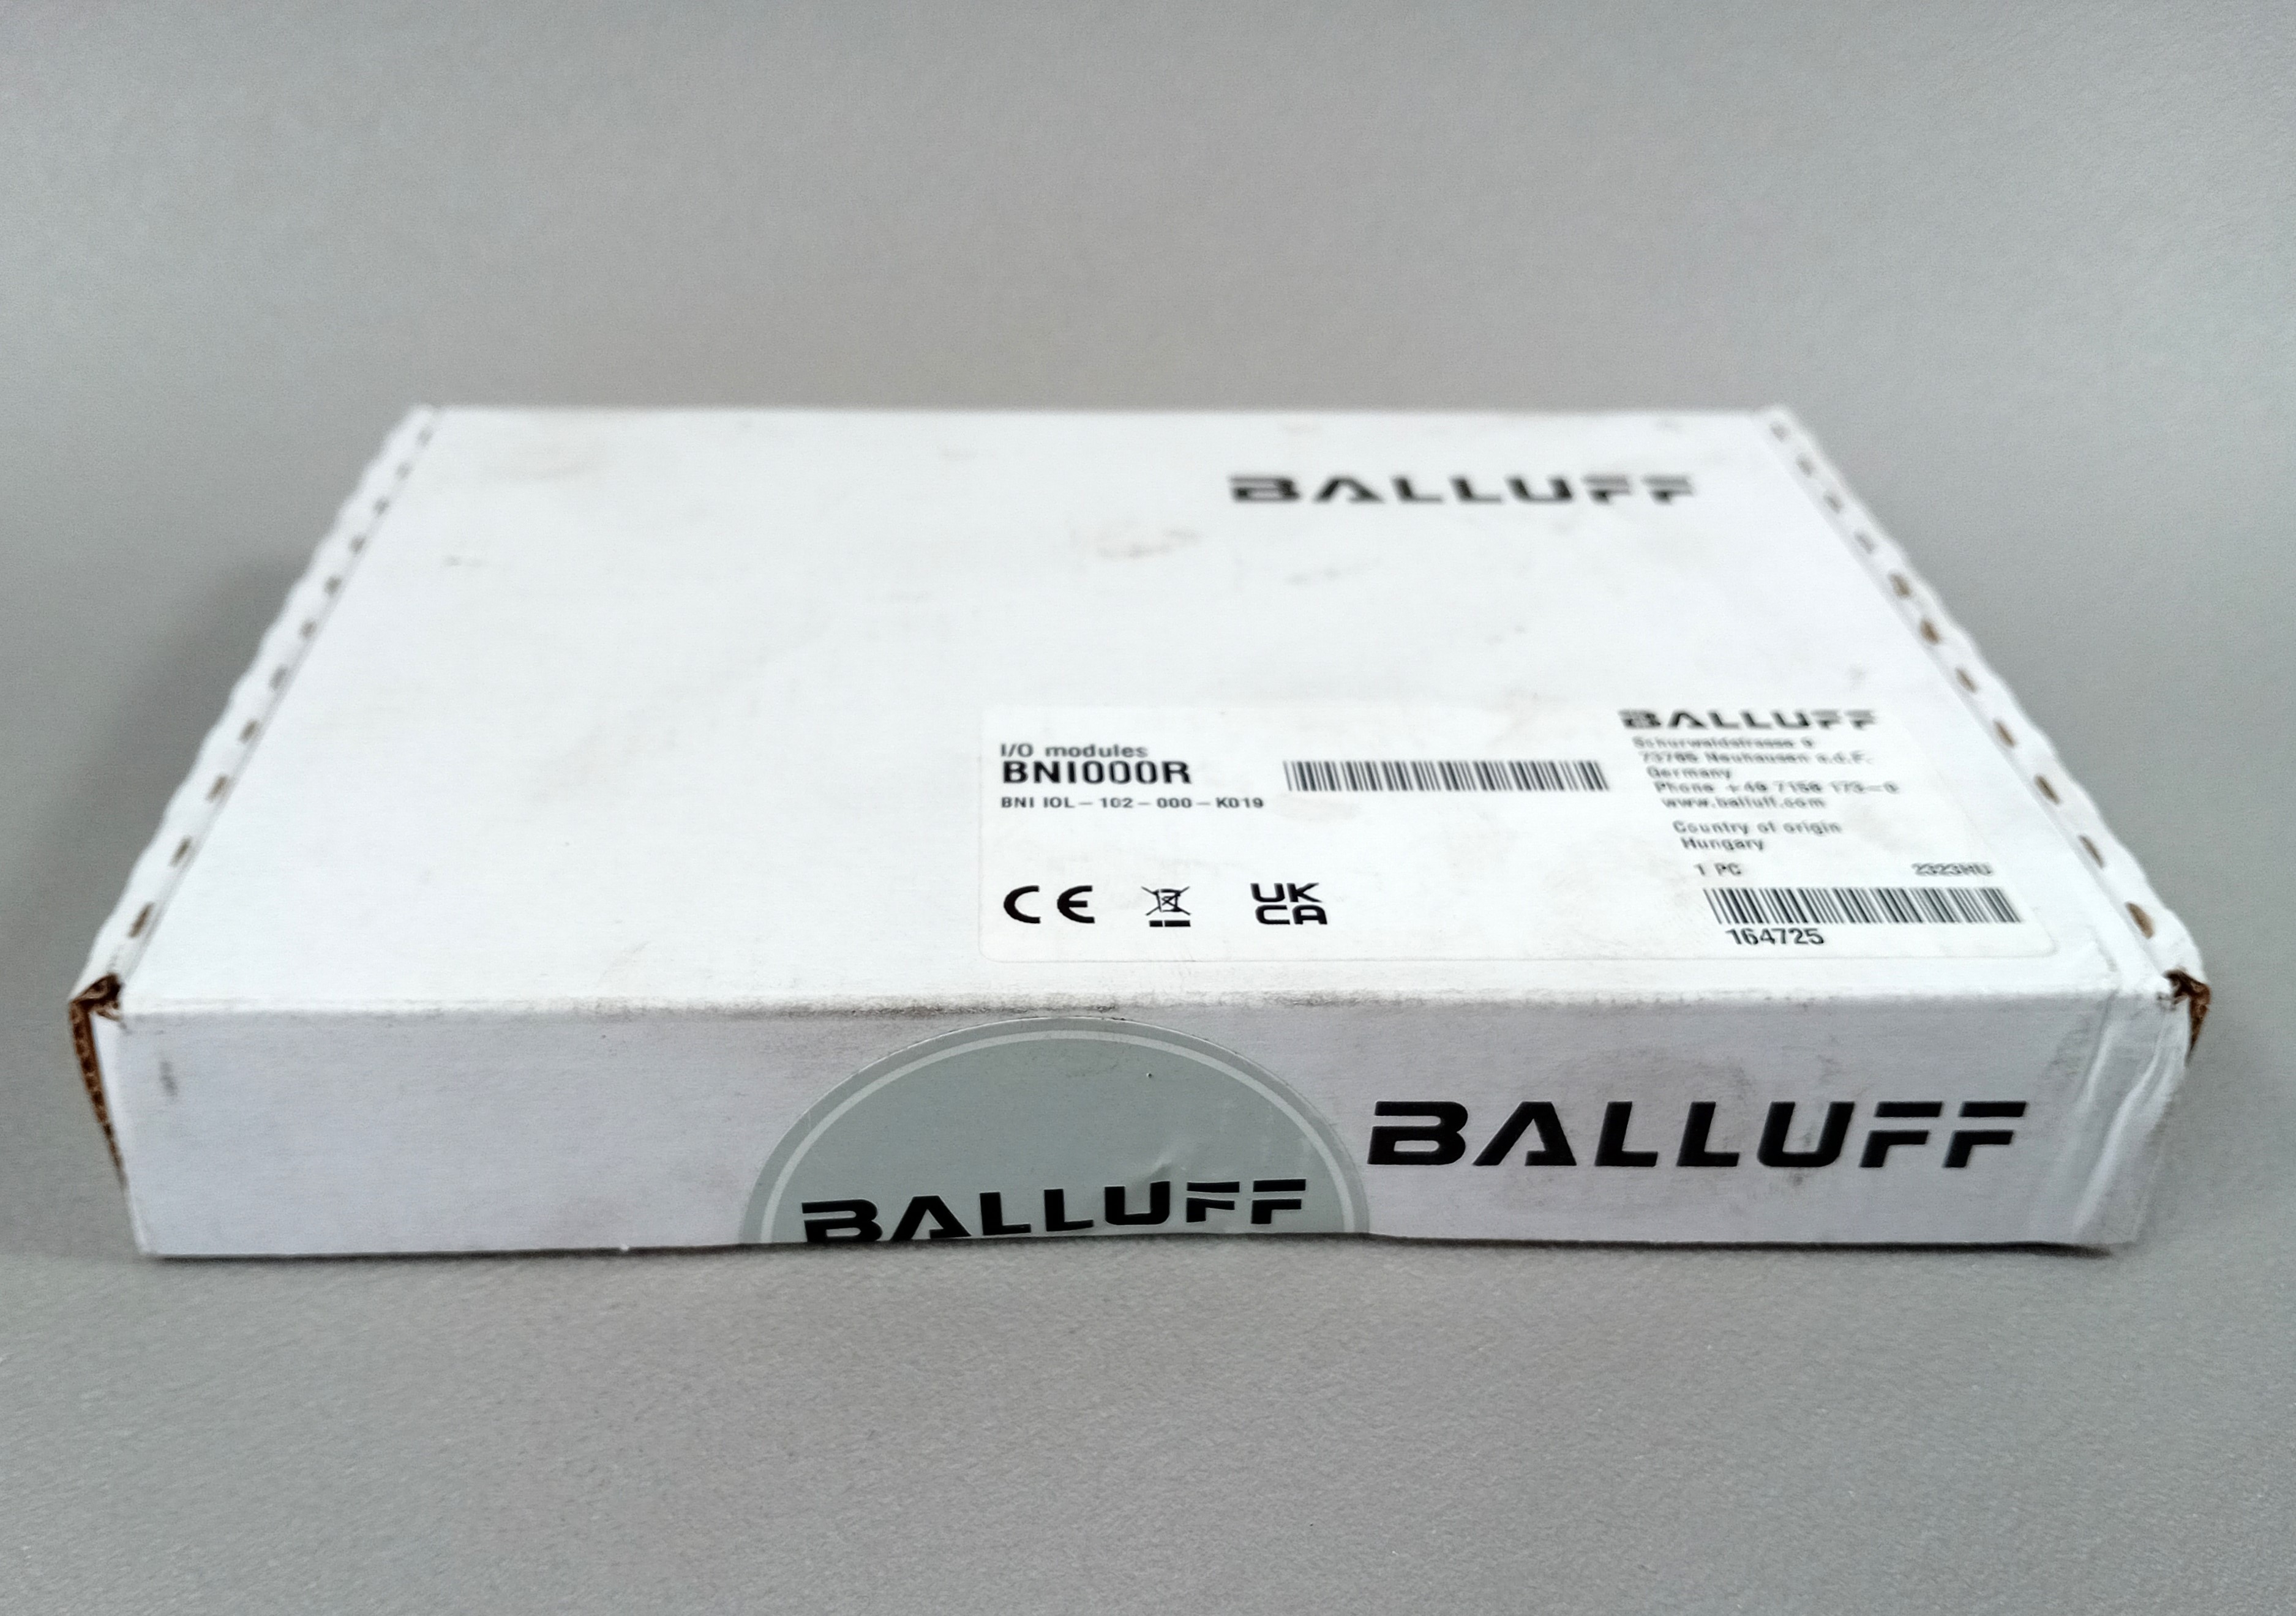 BALLUFF
I/O modules
BNI000R
BNI IOL-102-000-K019
BALLUFF
Schurwaldstrasse 9
73765 Neuhausen a.d.F.
Germany
Phone +49 7158 173-0
www.balluff.com
Country of origin
Hungary
1 PC 2323HU
164725
CE
UK
CA
BALLUFF
BALLUFF